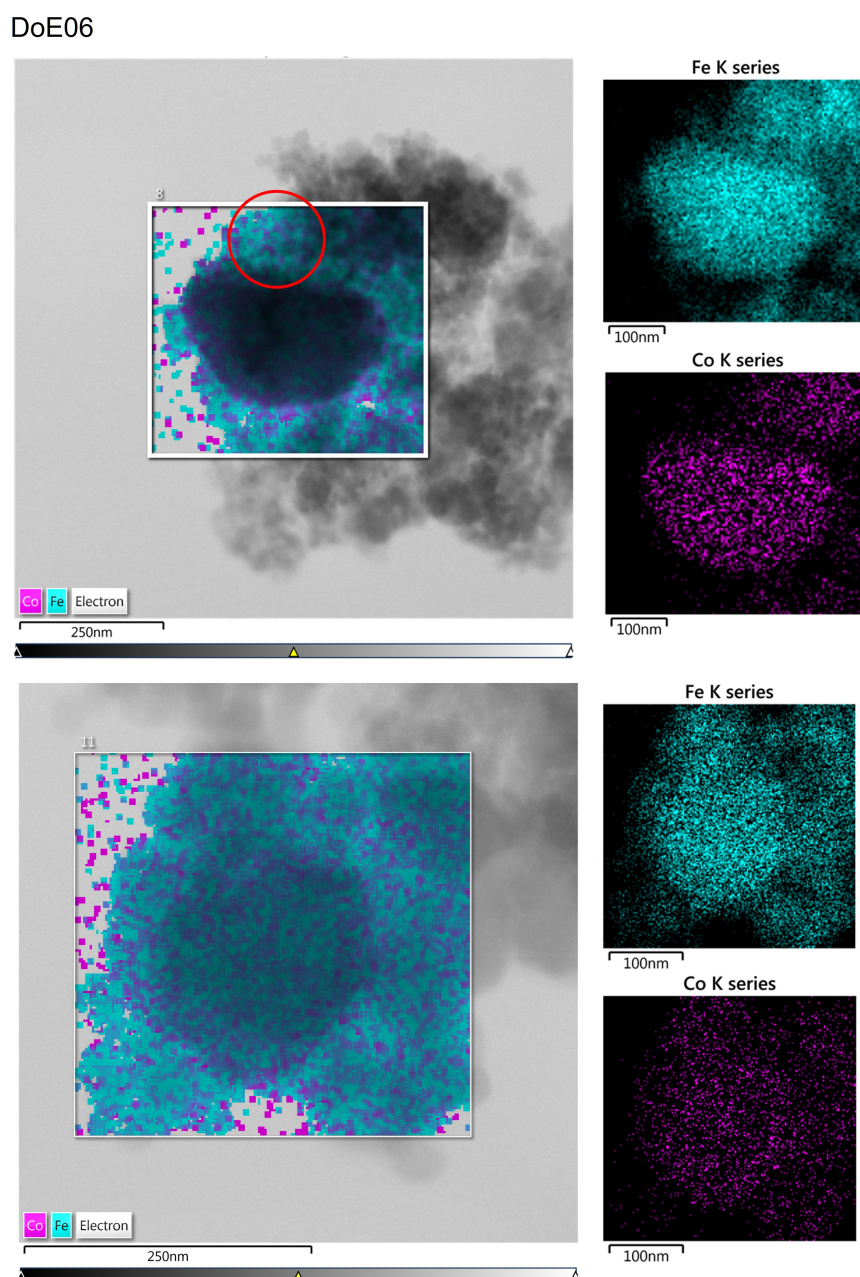 DoE06
Fe K series
8
100nm
Co K series
Co Fe Electron
250nm
100nm
Fe K series
11
100nm
Co K series
Co Fe Electron
250nm
100nm